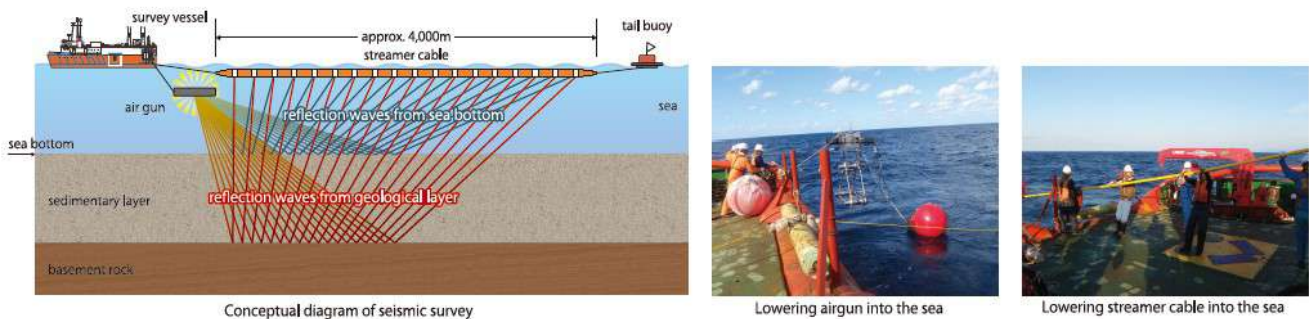 survey vessel
approx. 4,000m
streamer cable
tail buoy
air gun
reflection waves from sea bottom
sea
sea bottom
sedimentary layer
reflection waves from geological layer
basement rock
Conceptual diagram of seismic survey
Lowering airgun into the sea
Lowering streamer cable into the sea